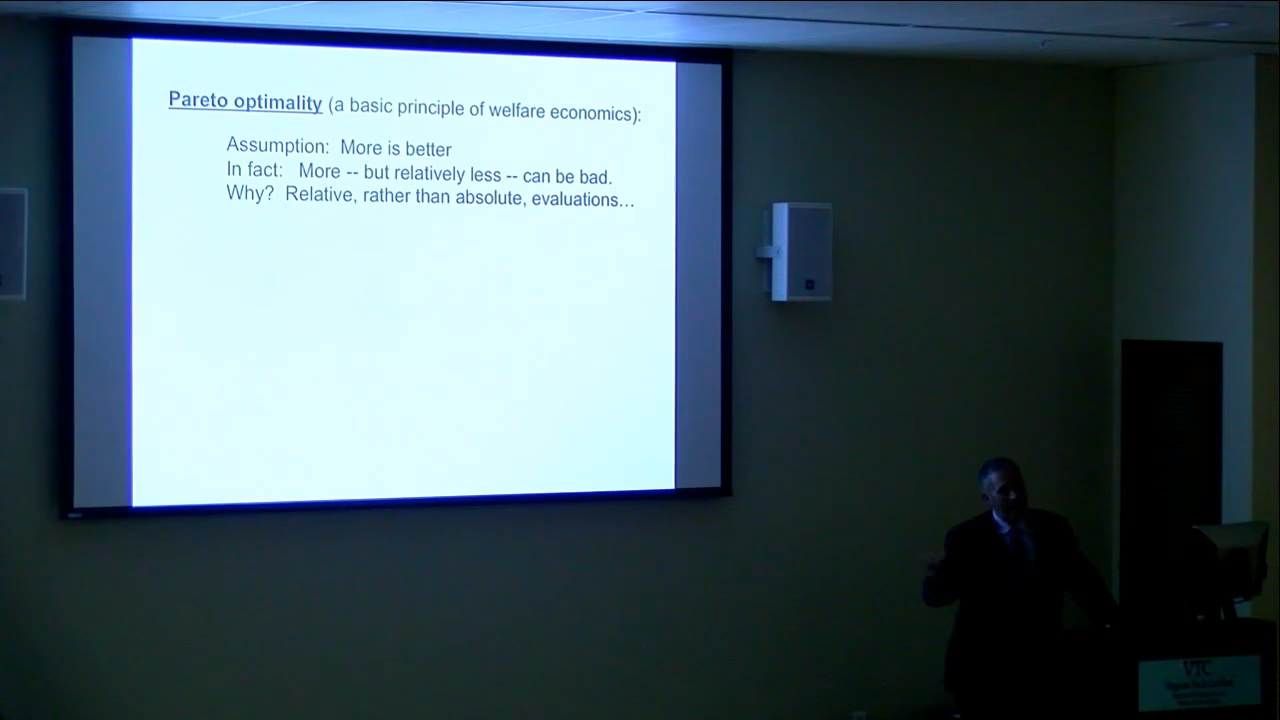 Pareto optimality (a basic principle of welfare economics):
Assumption: More is better
In fact: More -- but relatively less -- can be bad.
Why? Relative, rather than absolute, evaluations...
VTC